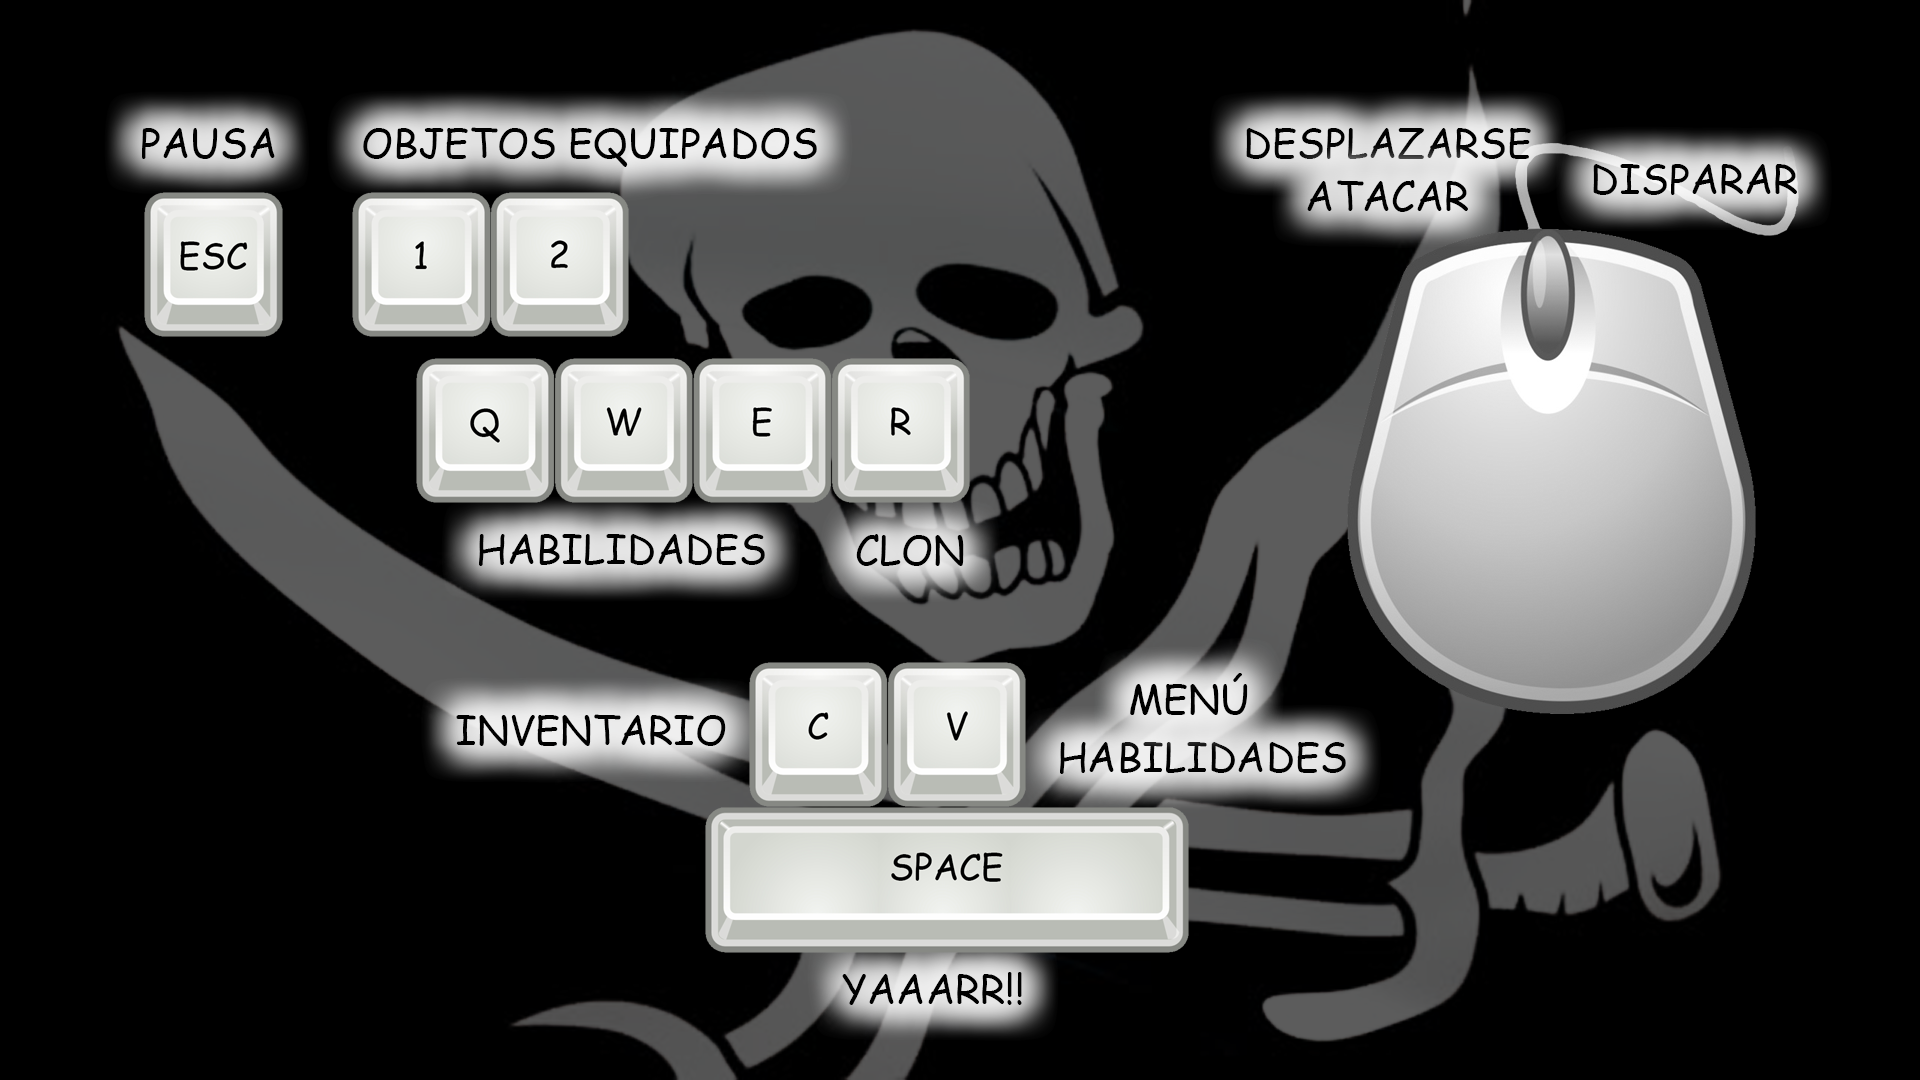 PAUSA
OBJETOS EQUIPADOS
ESC
1
2
Q
W
E
R
HABILIDADES
CLON
DESPLAZARSE
ATACAR
DISPARAR
INVENTARIO
C
V
MENÚ
HABILIDADES
SPACE
YAAARR!!